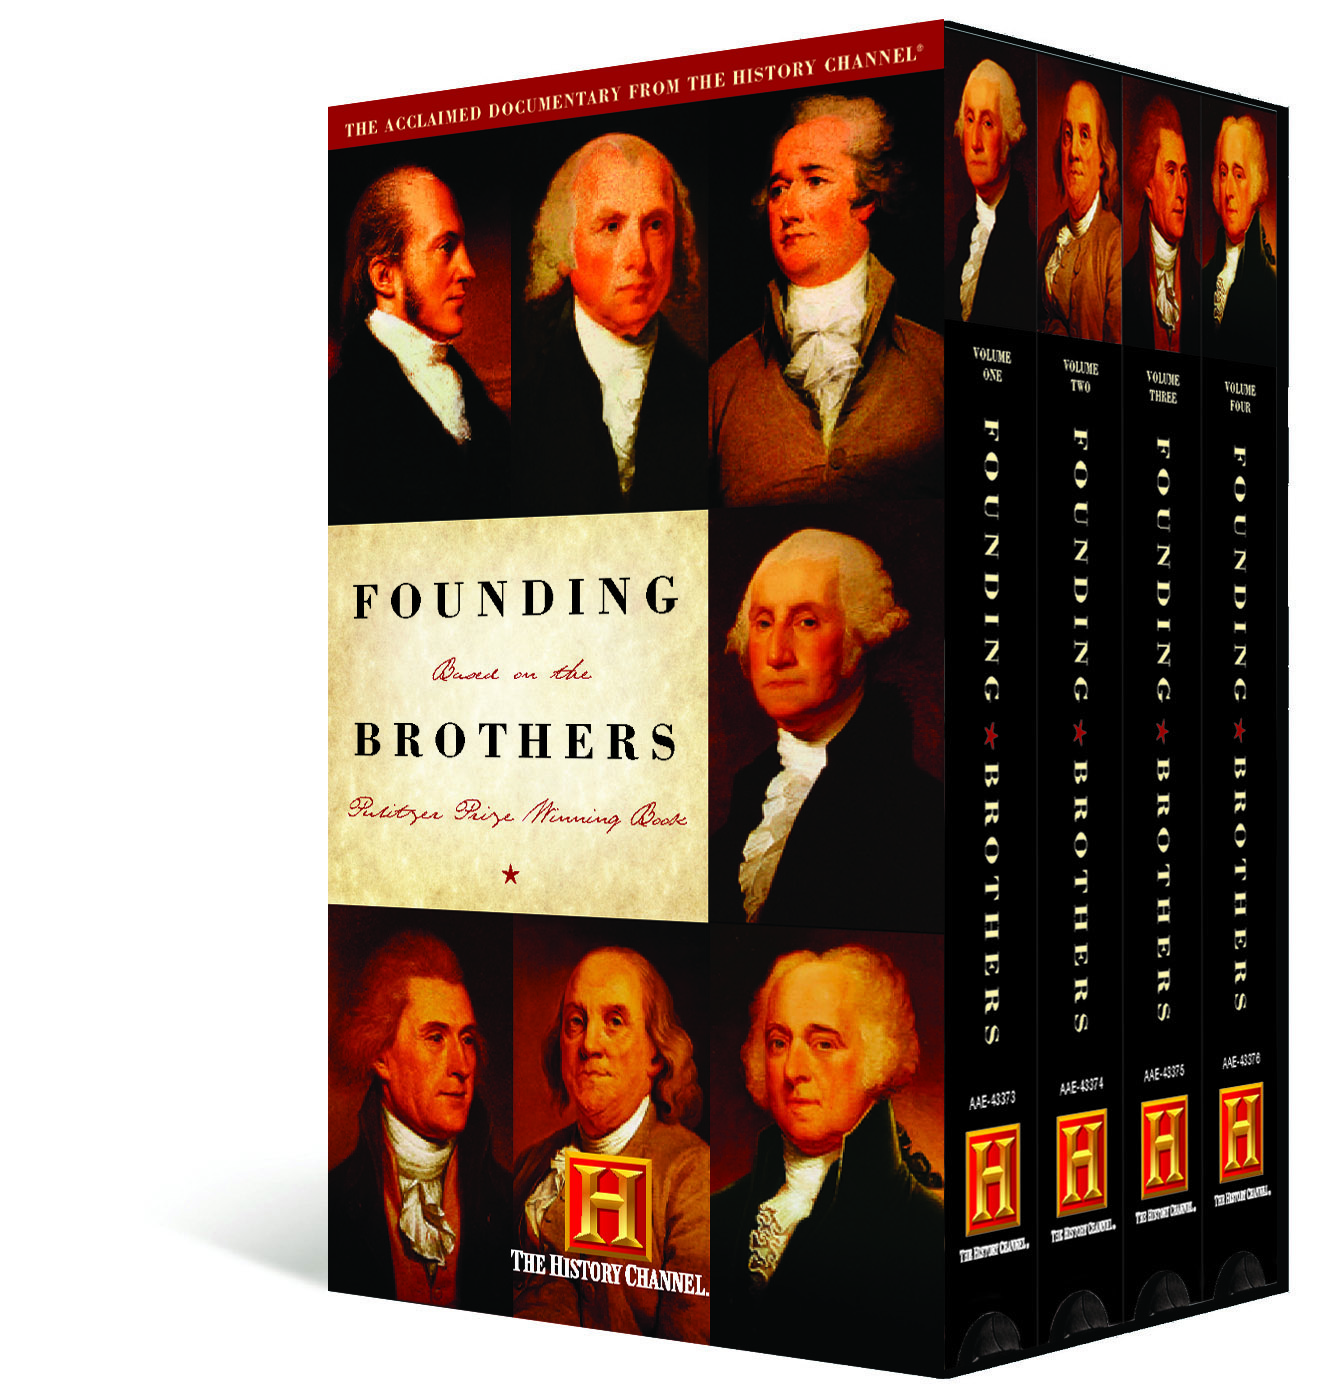 THE ACCLAIMED DOCUMENTARY FROM THE HISTORY CHANNEL®
FOUNDING
Based on the
BROTHERS
Pulitzer Prize Winning Book
H
THE HISTORY CHANNEL.
VOLUME
ONE
FOUNDING ★ BROTHERS
AAE-43373
H
THE HISTORY CHANNEL.
VOLUME
TWO
FOUNDING ★ BROTHERS
AAE-43374
H
THE HISTORY CHANNEL.
VOLUME
THREE
FOUNDING ★ BROTHERS
AAE-43375
H
THE HISTORY CHANNEL.
VOLUME
FOUR
FOUNDING ★ BROTHERS
AAE-43376
H
THE HISTORY CHANNEL.